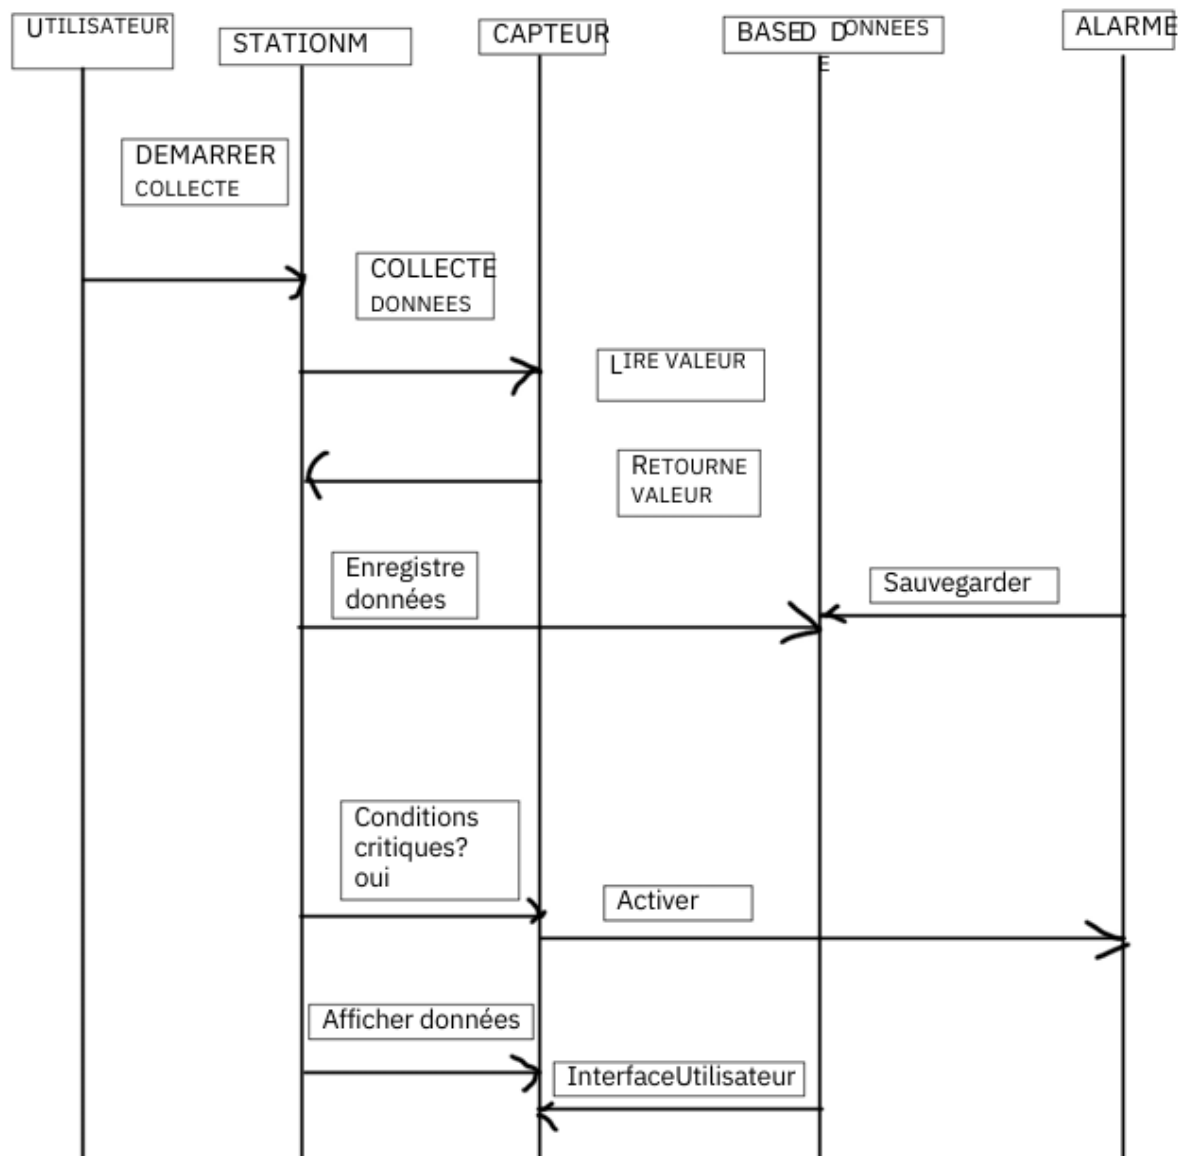 UTILISATEUR
STATIONM
CAPTEUR
BASED DONNEES
E
ALARME
DEMARRER
COLLECTE
COLLECTE
DONNEES
LIRE VALEUR
RETOURNE
VALEUR
Enregistre
données
Sauvegarder
Conditions
critiques?
oui
Activer
Afficher données
InterfaceUtilisateur